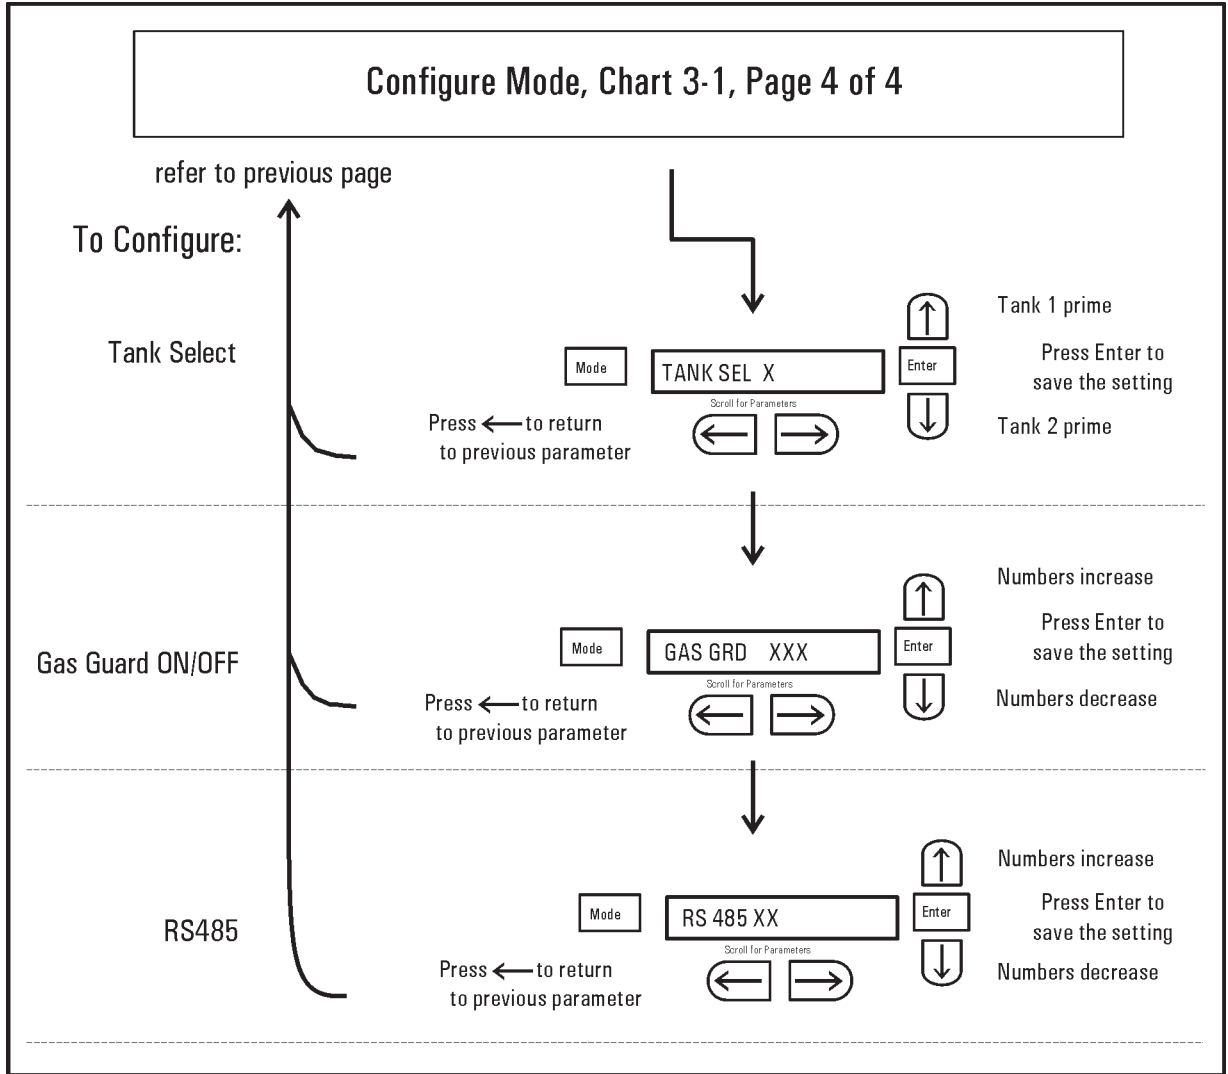 Configure Mode, Chart 3-1, Page 4 of 4
refer to previous page
To Configure:
Tank Select
Mode
TANK SEL X
Scroll for Parameters
Press ← to return
to previous parameter
Enter
Tank 1 prime
Press Enter to
save the setting
Tank 2 prime
Gas Guard ON/OFF
Mode
GAS GRD XXX
Scroll for Parameters
Press ← to return
to previous parameter
Enter
Numbers increase
Press Enter to
save the setting
Numbers decrease
RS485
Mode
RS 485 XX
Scroll for Parameters
Press ← to return
to previous parameter
Enter
Numbers increase
Press Enter to
save the setting
Numbers decrease